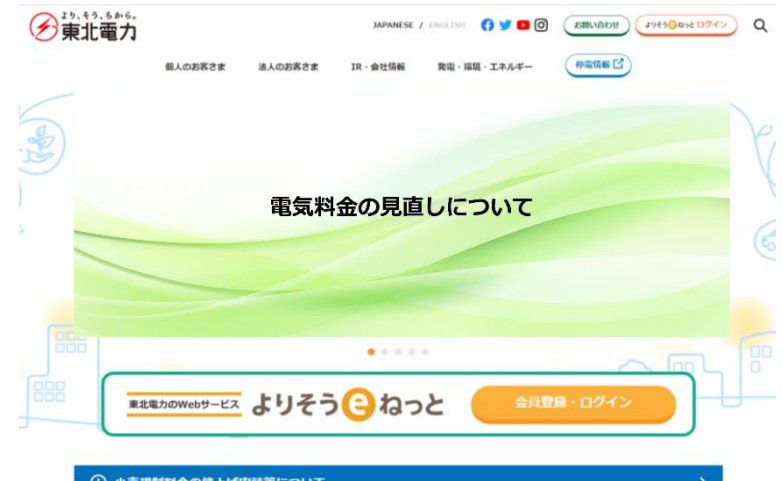 より、そう、ちから。
東北電力
JAPANESE / ENGLISH
お問い合わせ
よりそうeねっと ログイン
個人のお客さま
法人のお客さま
IR・会社情報
発電・環境・エネルギー
停電情報
電気料金の見直しについて
東北電力のWebサービス
よりそうeねっと
会員登録・ログイン